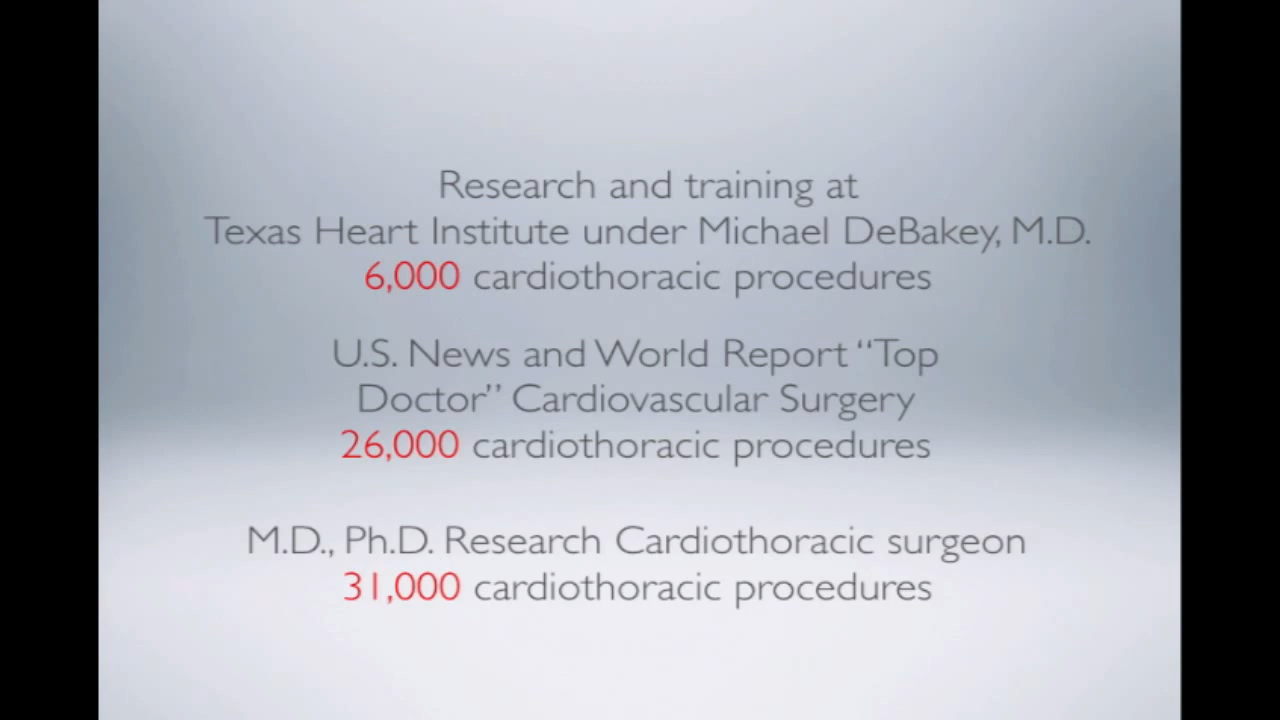 Research and training at
Texas Heart Institute under Michael DeBakey, M.D.
6,000 cardiothoracic procedures
U.S. News and World Report “Top
Doctor” Cardiovascular Surgery
26,000 cardiothoracic procedures
M.D., Ph.D. Research Cardiothoracic surgeon
31,000 cardiothoracic procedures